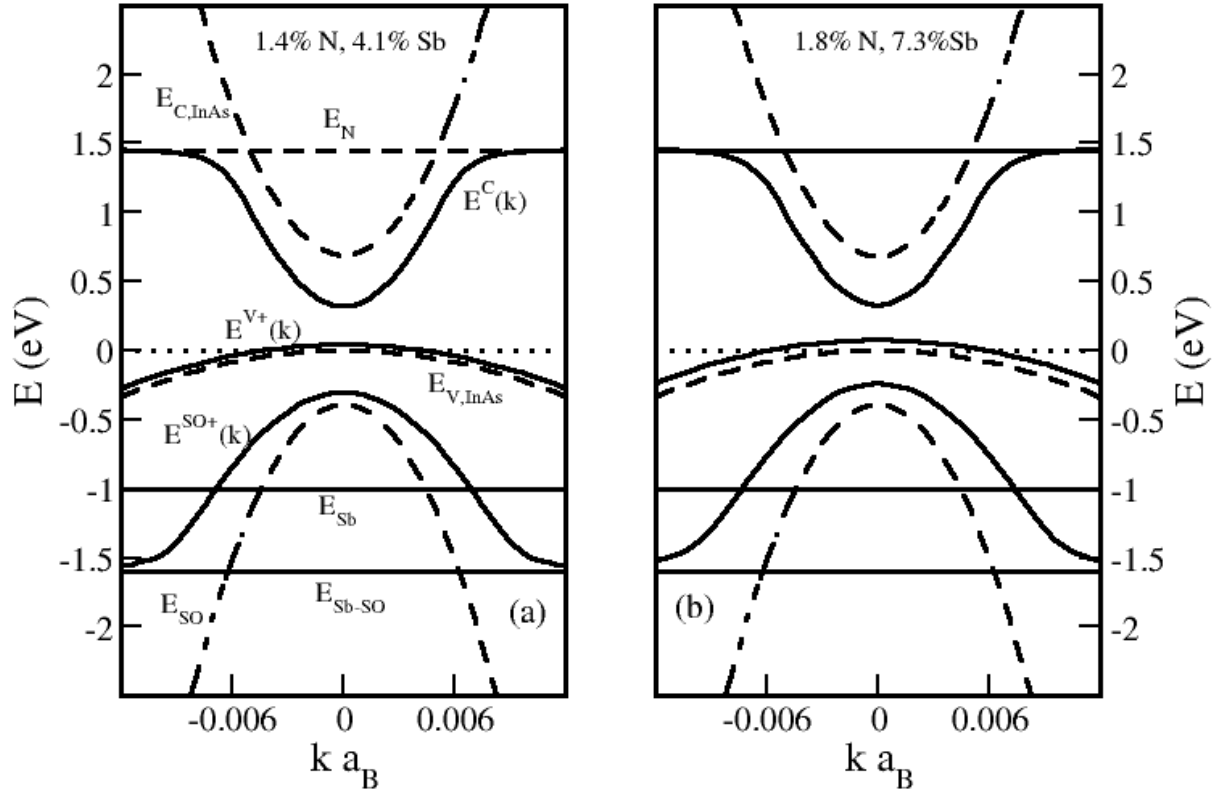 1.4% N, 4.1% Sb
E_C,InAs
E_N
E^C(k)
E^V+(k)
E_V,InAs
E^SO+(k)
E_Sb
E_SO
E_Sb-SO
(a)
2
1.5
1
0.5
0
-0.5
-1
-1.5
-2
E (eV)
-0.006 0 0.006
k a_B
1.8% N, 7.3%Sb
(b)
2
1.5
1
0.5
0
-0.5
-1
-1.5
-2
E (eV)
-0.006 0 0.006
k a_B